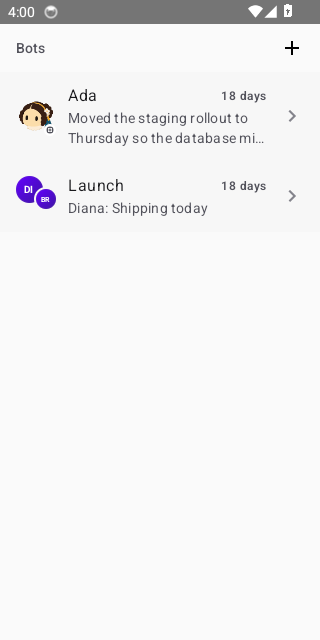 4:00
Bots
Ada
18 days
Moved the staging rollout to
Thursday so the database mi…
DI
BR
Launch
18 days
Diana: Shipping today